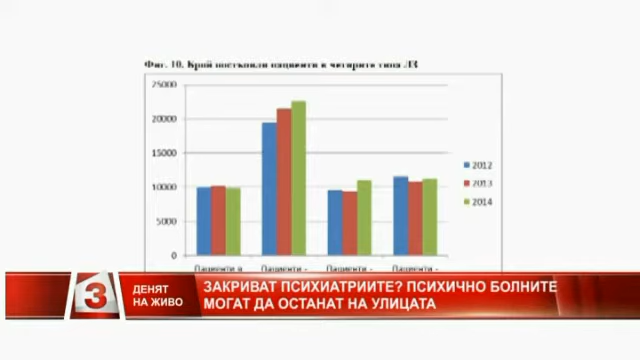 Фиг. 10. Брой постъпили пациенти в четирите типа ЛЗ
25000
20000
15000
10000
5000
0
2012
2013
2014
Пациенти в
Пациенти -
Пациенти -
Пациенти -
3
ДЕНЯТ
НА ЖИВО
ЗАКРИВАТ ПСИХИАТРИИТЕ? ПСИХИЧНО БОЛНИТЕ
МОГАТ ДА ОСТАНАТ НА УЛИЦАТА